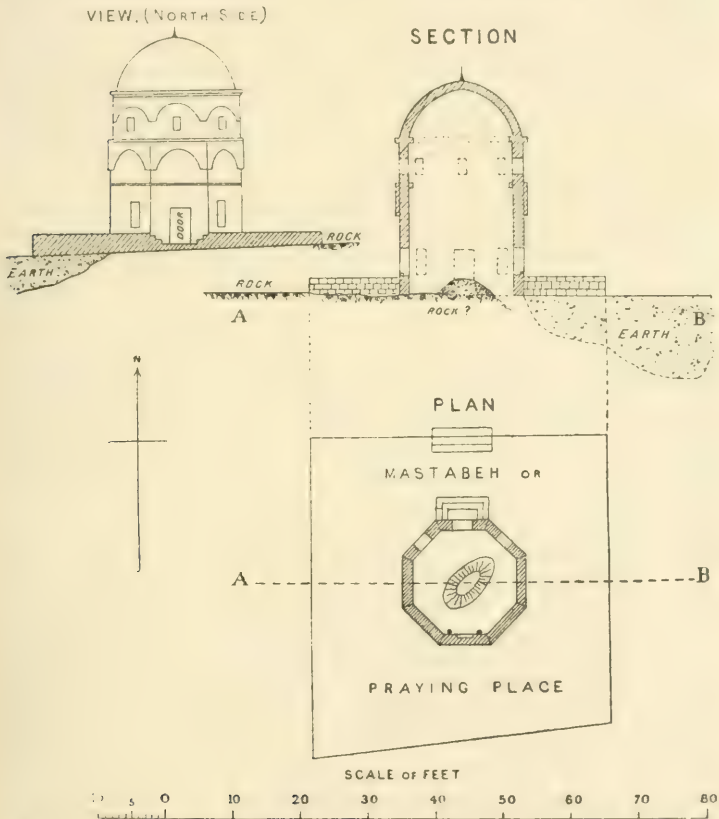 VIEW. (NORTH SIDE)
SECTION
DOOR
ROCK
EARTH
ROCK
A
ROCK ?
B
EARTH
N
PLAN
MASTABEH OR
A
B
PRAYING PLACE
SCALE OF FEET
5 0 10 20 30 40 50 60 70 80